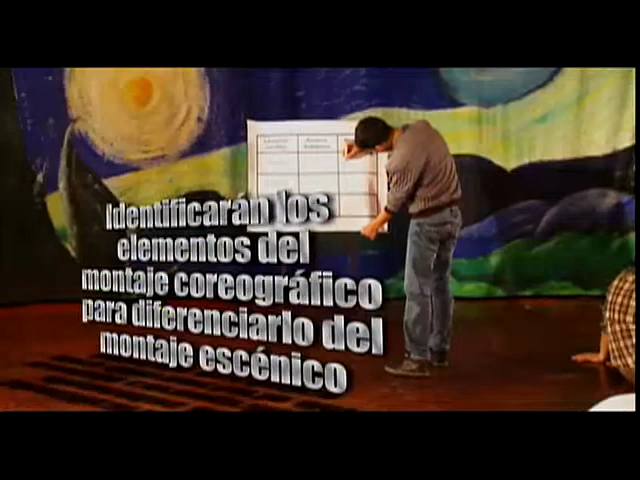 Identificarán los
elementos del
montaje coreográfico
para diferenciarlo del
montaje escénico